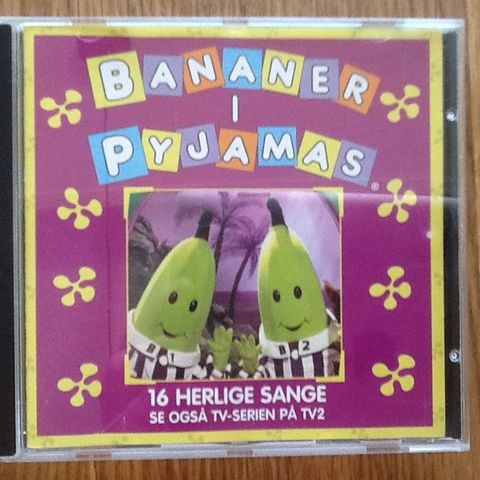 BANANER
I
PYJAMAS®
B1 B2
16 HERLIGE SANGE
SE OGSÅ TV-SERIEN PÅ TV2